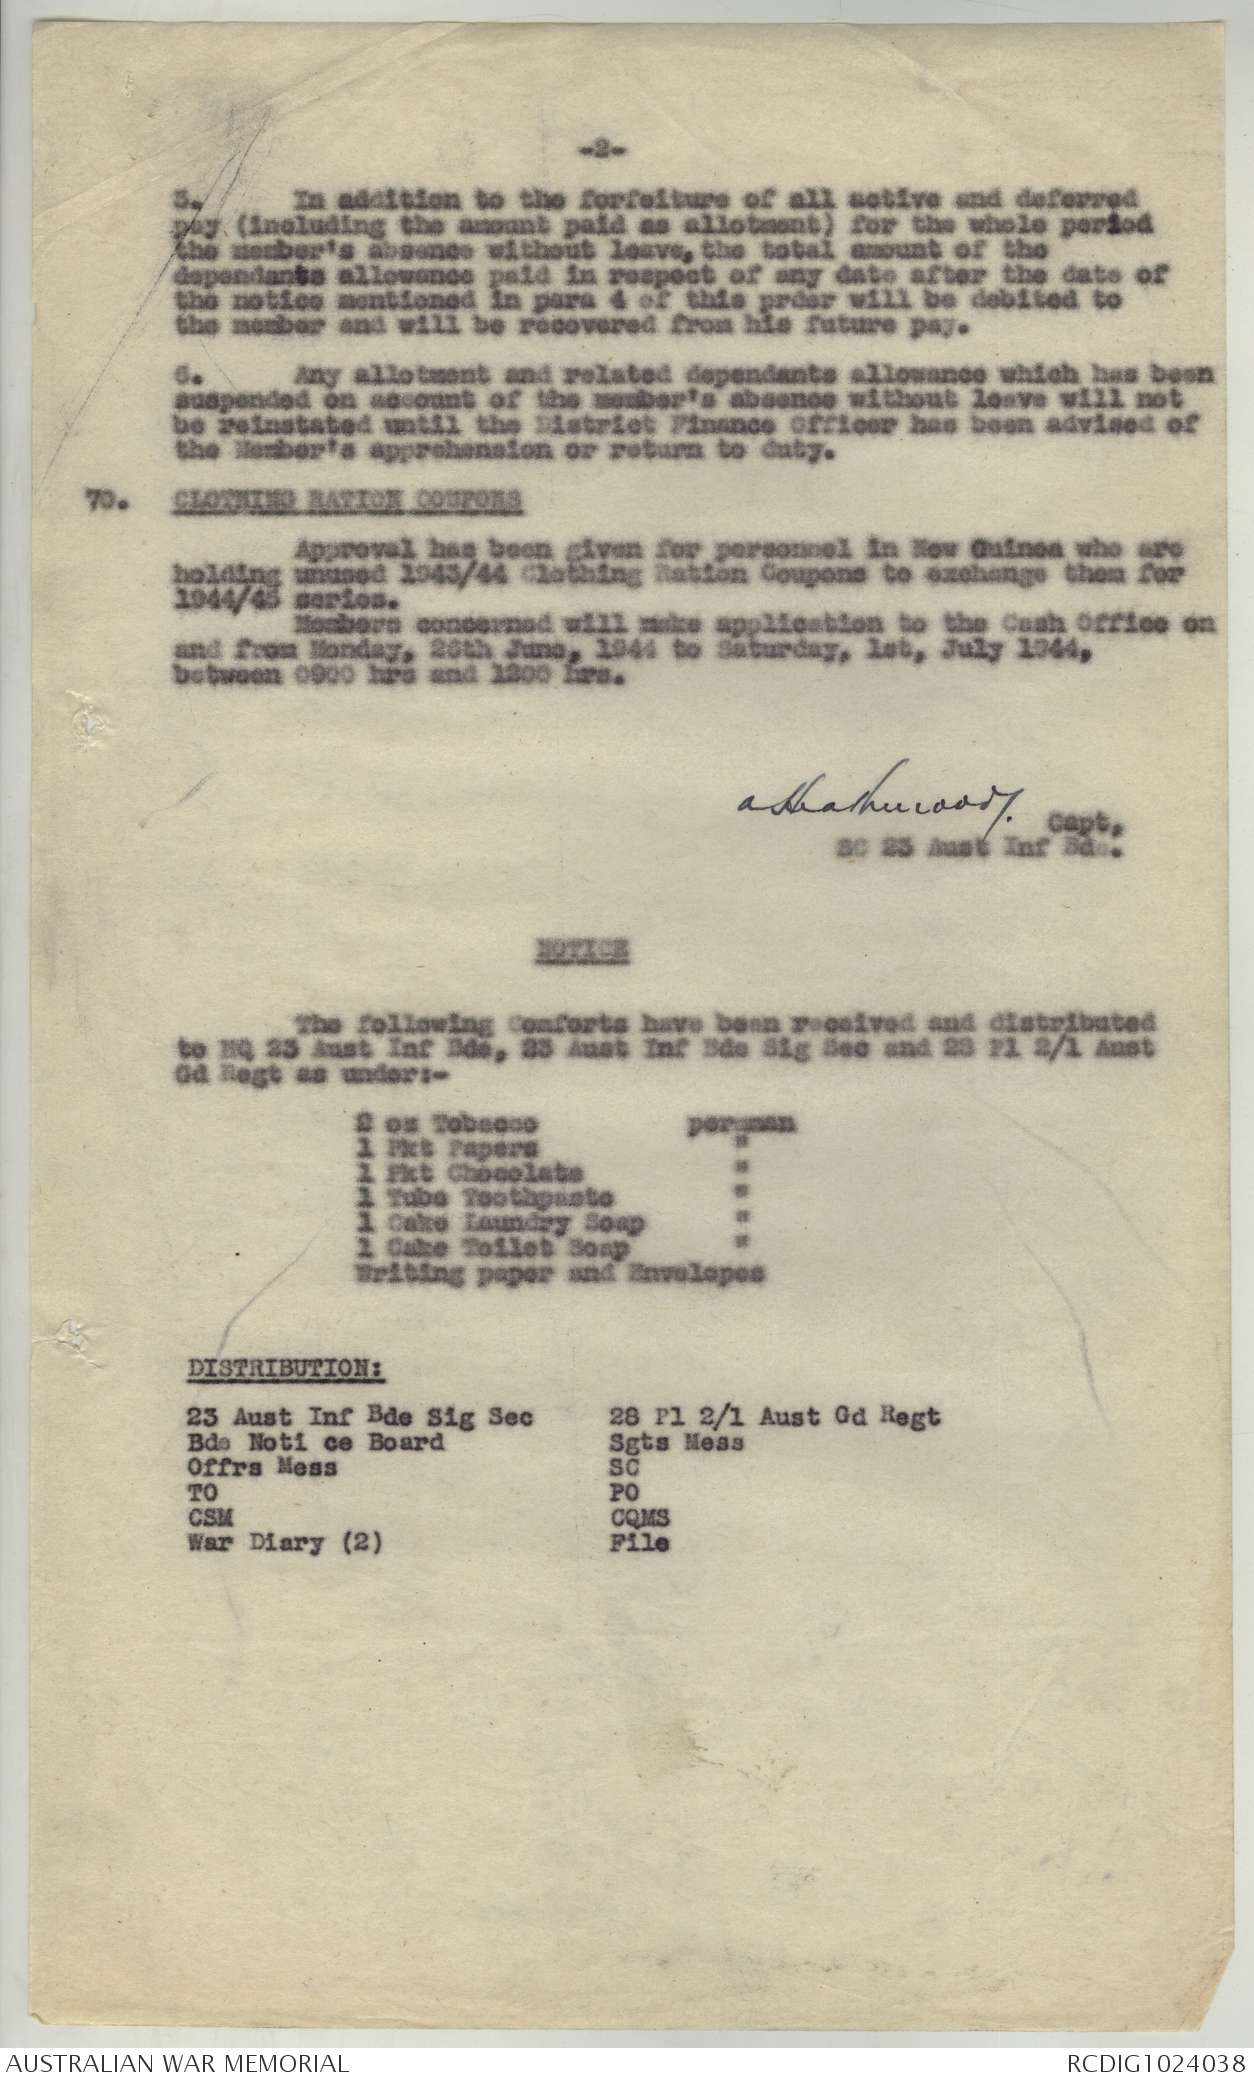 -2-
5. In addition to the forfeiture of all active and deferred
pay (including the amount paid as allotment) for the whole period
the member's absence without leave, the total amount of the
dependants allowance paid in respect of any date after the date of
the notice mentioned in para 4 of this prder will be debited to
the member and will be recovered from his future pay.
6. Any allotment and related dependants allowance which has been
suspended on account of the member's absence without leave will not
be reinstated until the District Finance Officer has been advised of
the Member's apprehension or return to duty.
70. CLOTHING RATION COUPONS
Approval has been given for personnel in New Guinea who are
holding unused 1943/44 Clothing Ration Coupons to exchange them for
1944/45 series.
Members concerned will make application to the Cash Office on
and from Monday, 26th June, 1944 to Saturday, 1st, July 1944,
between 0900 hrs and 1200 hrs.
Capt,
SC 23 Aust Inf Bde.
NOTICE
The following Comforts have been received and distributed
to HQ 23 Aust Inf Bde, 23 Aust Inf Bde Sig Sec and 28 Pl 2/1 Aust
Gd Regt as under:-
2 oz Tobacco per man
1 Pkt Papers "
1 Pkt Chocolate "
1 Tube Toothpaste "
1 Cake Laundry Soap "
1 Cake Toilet Soap "
Writing paper and Envelopes
DISTRIBUTION:
23 Aust Inf Bde Sig Sec 28 Pl 2/1 Aust Gd Regt
Bde Noti ce Board Sgts Mess
Offrs Mess SC
TO PO
CSM CQMS
War Diary (2) File
AUSTRALIAN WAR MEMORIAL RCDIG1024038